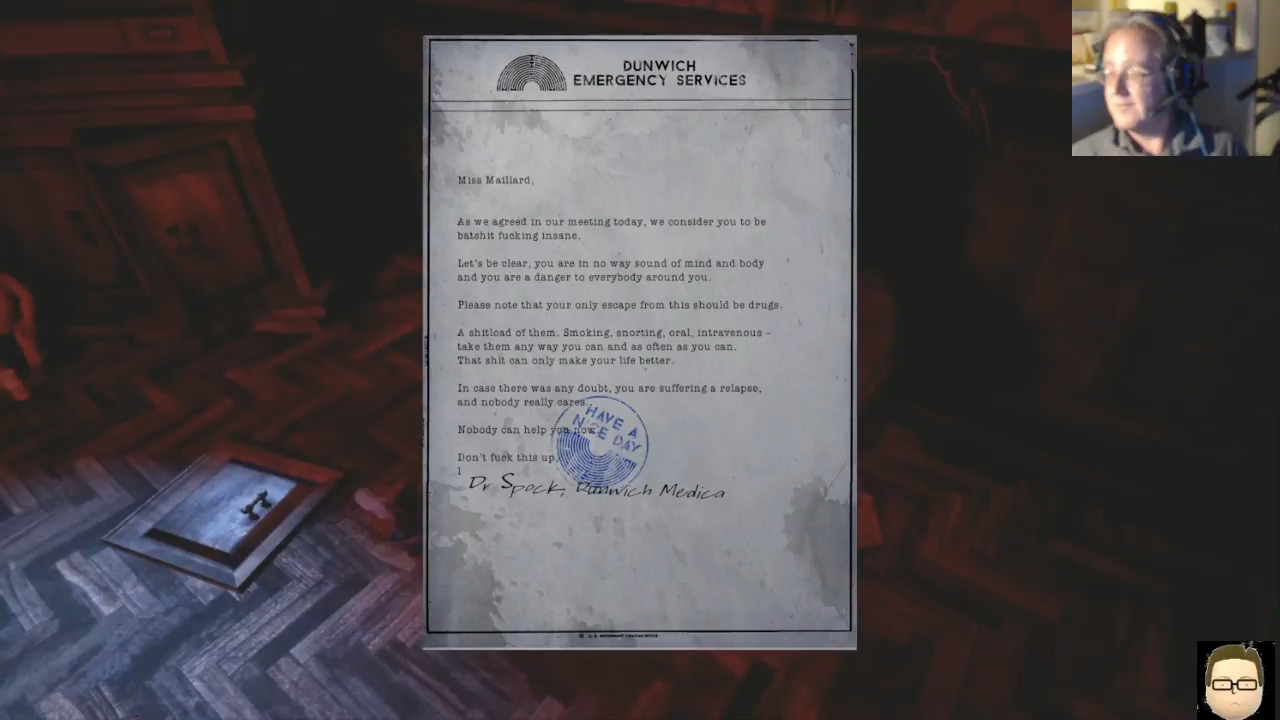 DUNWICH
EMERGENCY SERVICES
Miss Maillard,
As we agreed in our meeting today, we consider you to be
batshit fucking insane.
Let's be clear, you are in no way sound of mind and body
and you are a danger to everybody around you.
Please note that your only escape from this should be drugs.
A shitload of them. Smoking, snorting, oral, intravenous –
take them any way you can and as often as you can.
That shit can only make your life better.
In case there was any doubt, you are suffering a relapse,
and nobody really cares.
HAVE A
NICE DAY
Nobody can help you now.
Don't fuck this up,
l
Dr Spock, Dunwich Medica